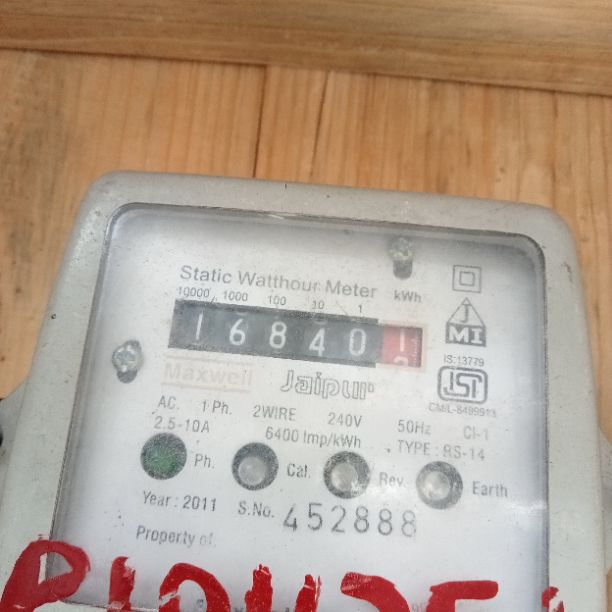 Static Watthour Meter
10000 1000 100 10 1 kWh
1 6 8 4 0 1
J
MI
IS:13779
Maxwell Jaipur
ISI
CM/L-8499913
AC. 1 Ph. 2WIRE 240V 50Hz Cl-1
2.5-10A 6400 Imp/kWh TYPE : RS-14
Ph. Cal. Rev. Earth
Year : 2011 S.No. 452888
Property of.